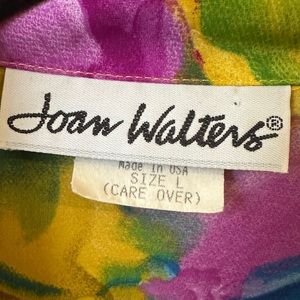 Joan Walters®
Made in USA
SIZE L
(CARE OVER)